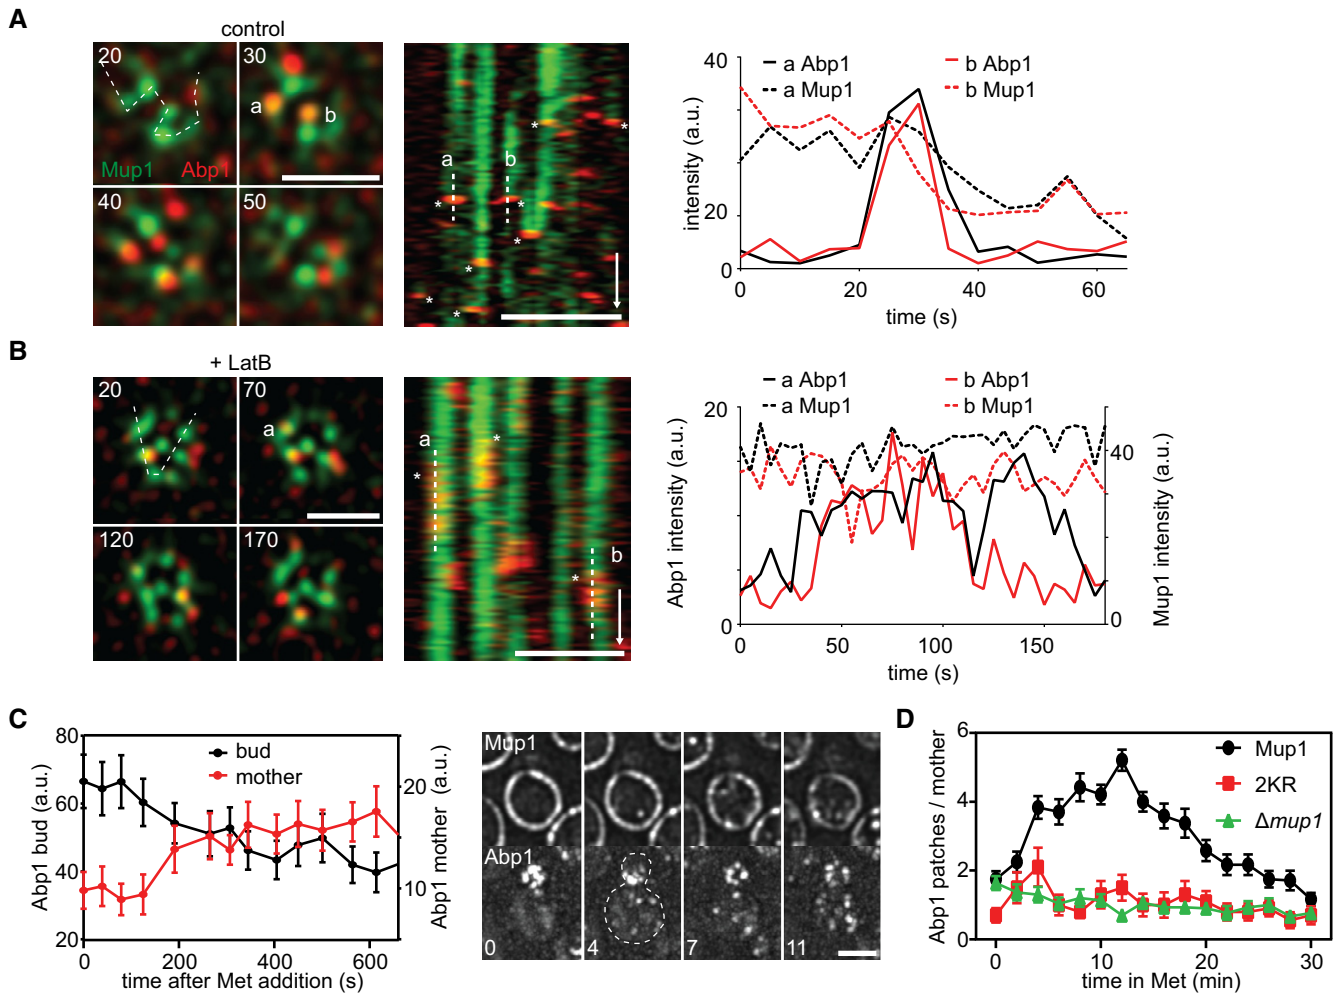 A
control
20
30
a
b
Mup1
Abp1
40
50
a
b
*
*
*
*
*
*
*
*
40
20
0
intensity (a.u.)
a Abp1
a Mup1
b Abp1
b Mup1
0
20
40
60
time (s)
B
+ LatB
20
70
a
120
170
a
*
*
b
*
20
10
0
Abp1 intensity (a.u.)
a Abp1
a Mup1
b Abp1
b Mup1
40
0
Mup1 intensity (a.u.)
0
50
100
150
time (s)
C
80
60
40
20
Abp1 bud (a.u.)
bud
mother
20
10
Abp1 mother (a.u.)
0
200
400
600
time after Met addition (s)
Mup1
Abp1
0
4
7
11
D
6
4
2
0
Abp1 patches / mother
Mup1
2KR
Δmup1
0
10
20
30
time in Met (min)